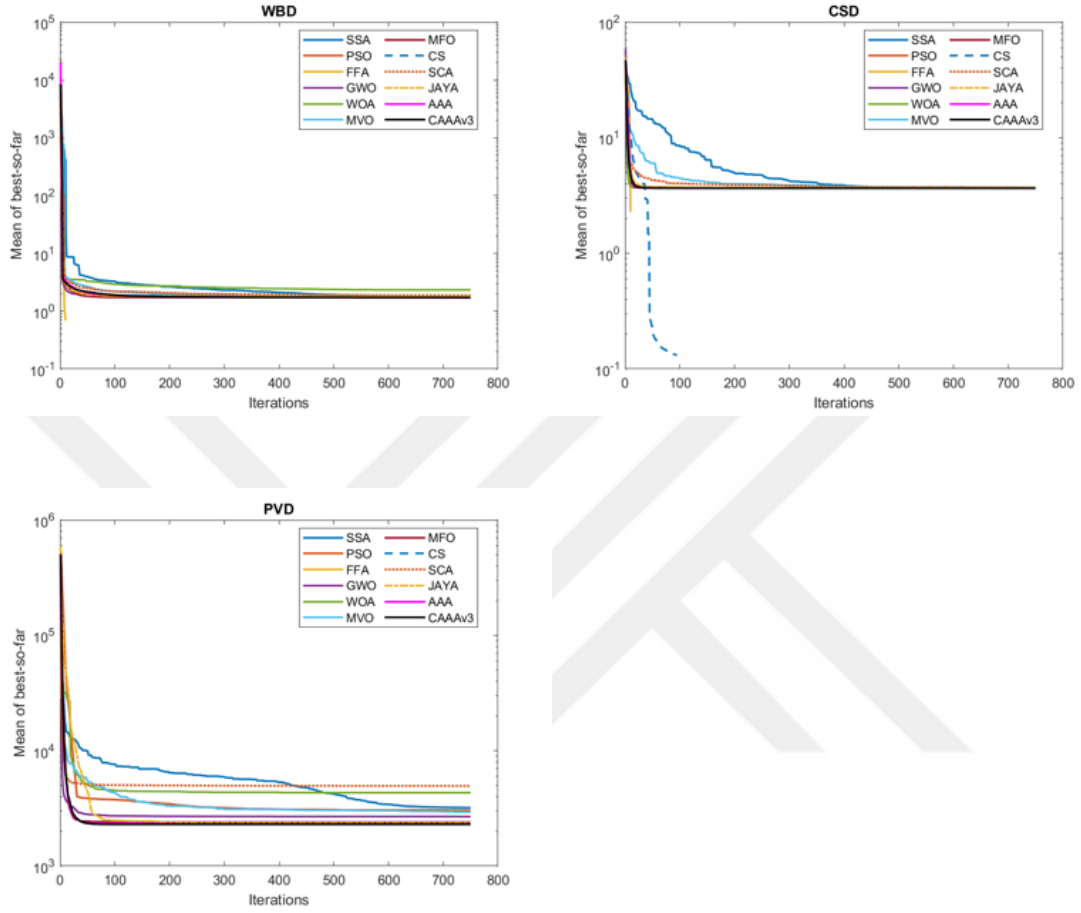 WBD
10^5
10^4
10^3
10^2
10^1
10^0
10^-1
Mean of best-so-far
0 100 200 300 400 500 600 700 800
Iterations
SSA MFO
PSO CS
FFA SCA
GWO JAYA
WOA AAA
MVO CAAAv3
CSD
10^2
10^1
10^0
10^-1
Mean of best-so-far
0 100 200 300 400 500 600 700 800
Iterations
SSA MFO
PSO CS
FFA SCA
GWO JAYA
WOA AAA
MVO CAAAv3
PVD
10^6
10^5
10^4
10^3
Mean of best-so-far
0 100 200 300 400 500 600 700 800
Iterations
SSA MFO
PSO CS
FFA SCA
GWO JAYA
WOA AAA
MVO CAAAv3